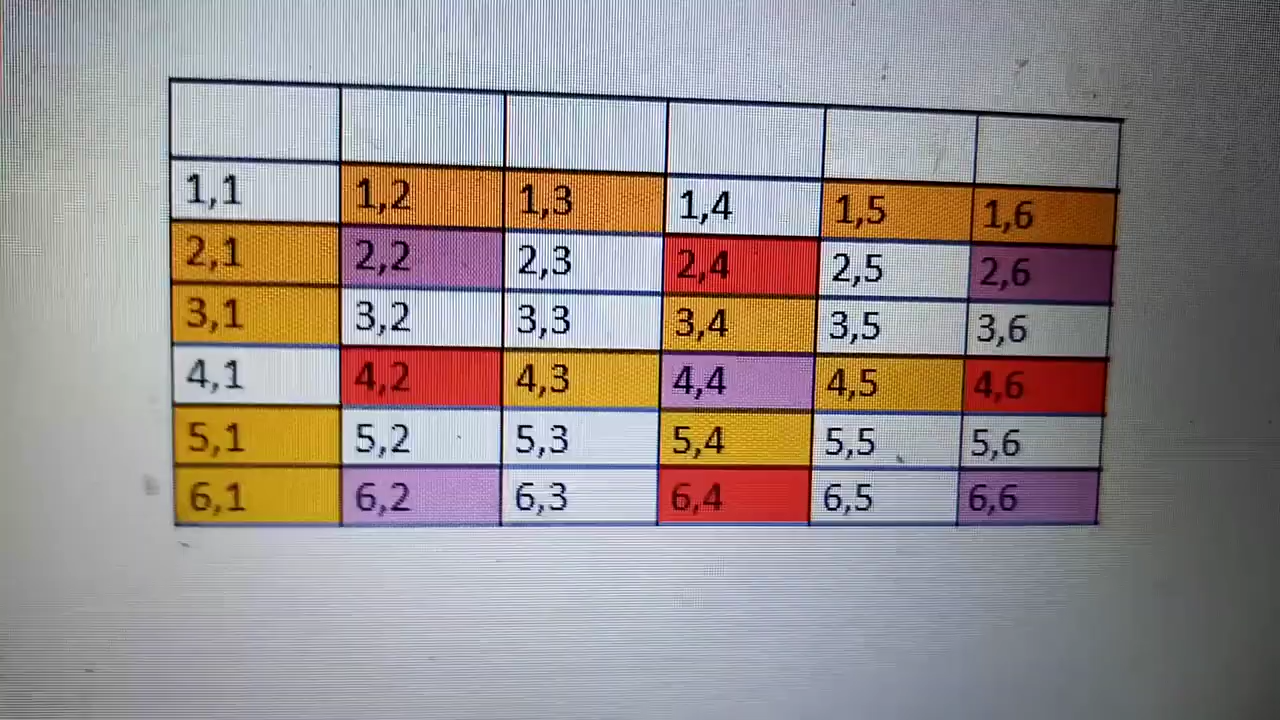 1,1 1,2 1,3 1,4 1,5 1,6
2,1 2,2 2,3 2,4 2,5 2,6
3,1 3,2 3,3 3,4 3,5 3,6
4,1 4,2 4,3 4,4 4,5 4,6
5,1 5,2 5,3 5,4 5,5 5,6
6,1 6,2 6,3 6,4 6,5 6,6